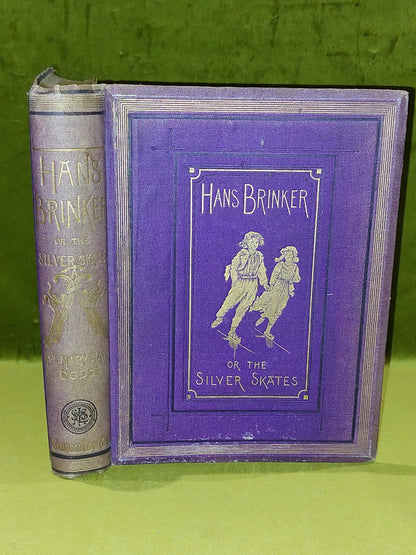 HANS
BRINKER
OR THE
SILVER SKATES
DODGE
HANS BRINKER
OR THE
SILVER SKATES